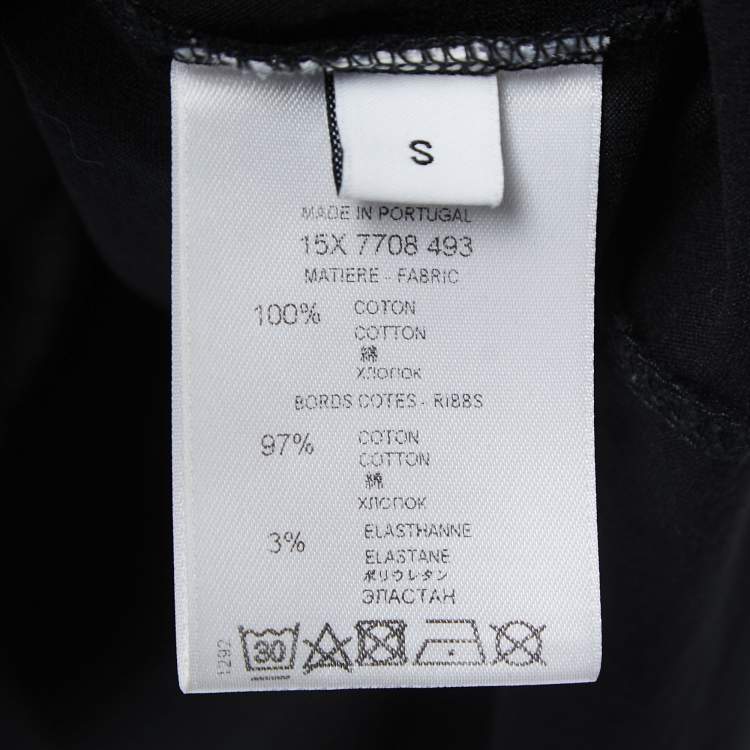 S
MADE IN PORTUGAL
15X 7708 493
MATIERE - FABRIC
100% COTON
COTTON
綿
ХЛОПОК
BORDS COTES - RIBBS
97% COTON
COTTON
綿
ХЛОПОК
3% ELASTHANNE
ELASTANE
ポリウレタン
ЭЛАСТАН
30
1292